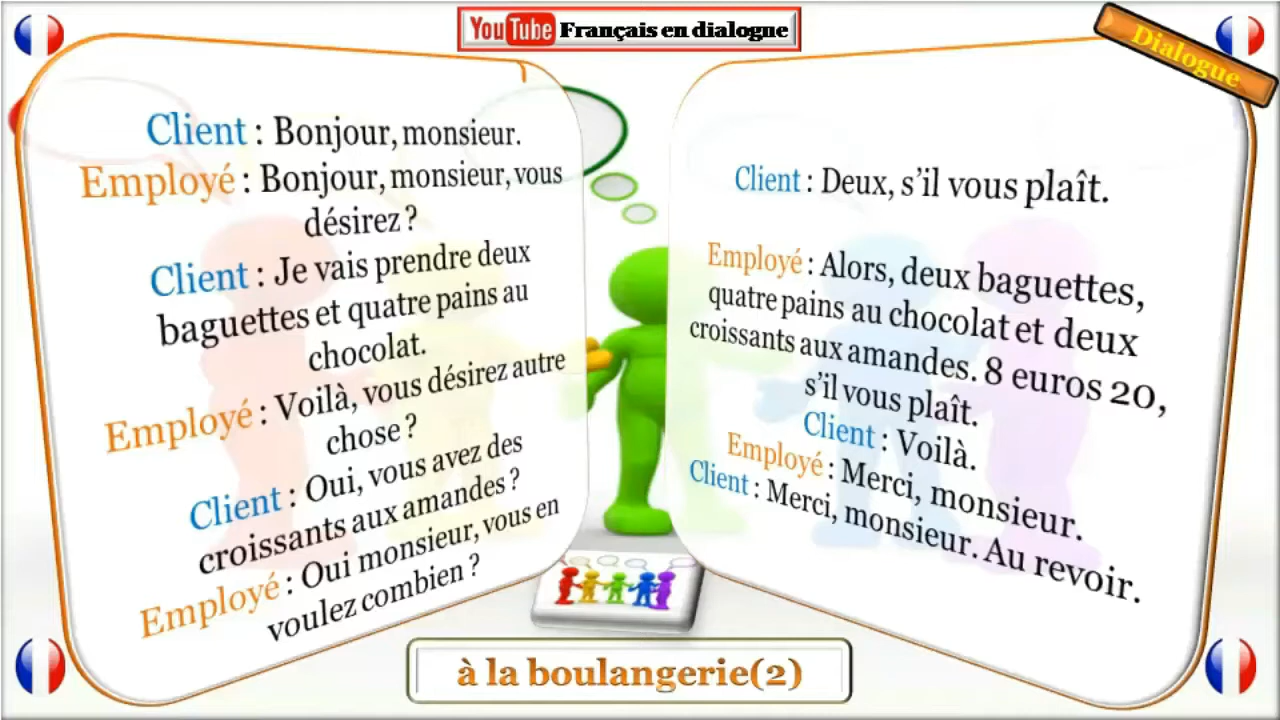 YouTube Français en dialogue
Dialogue
Client : Bonjour, monsieur.
Employé : Bonjour, monsieur, vous
désirez ?
Client : Je vais prendre deux
baguettes et quatre pains au
chocolat.
Employé : Voilà, vous désirez autre
chose ?
Client : Oui, vous avez des
croissants aux amandes ?
Employé : Oui monsieur, vous en
voulez combien ?
Client : Deux, s’il vous plaît.
Employé : Alors, deux baguettes,
quatre pains au chocolat et deux
croissants aux amandes. 8 euros 20,
s’il vous plaît.
Client : Voilà.
Employé : Merci, monsieur.
Client : Merci, monsieur. Au revoir.
à la boulangerie(2)